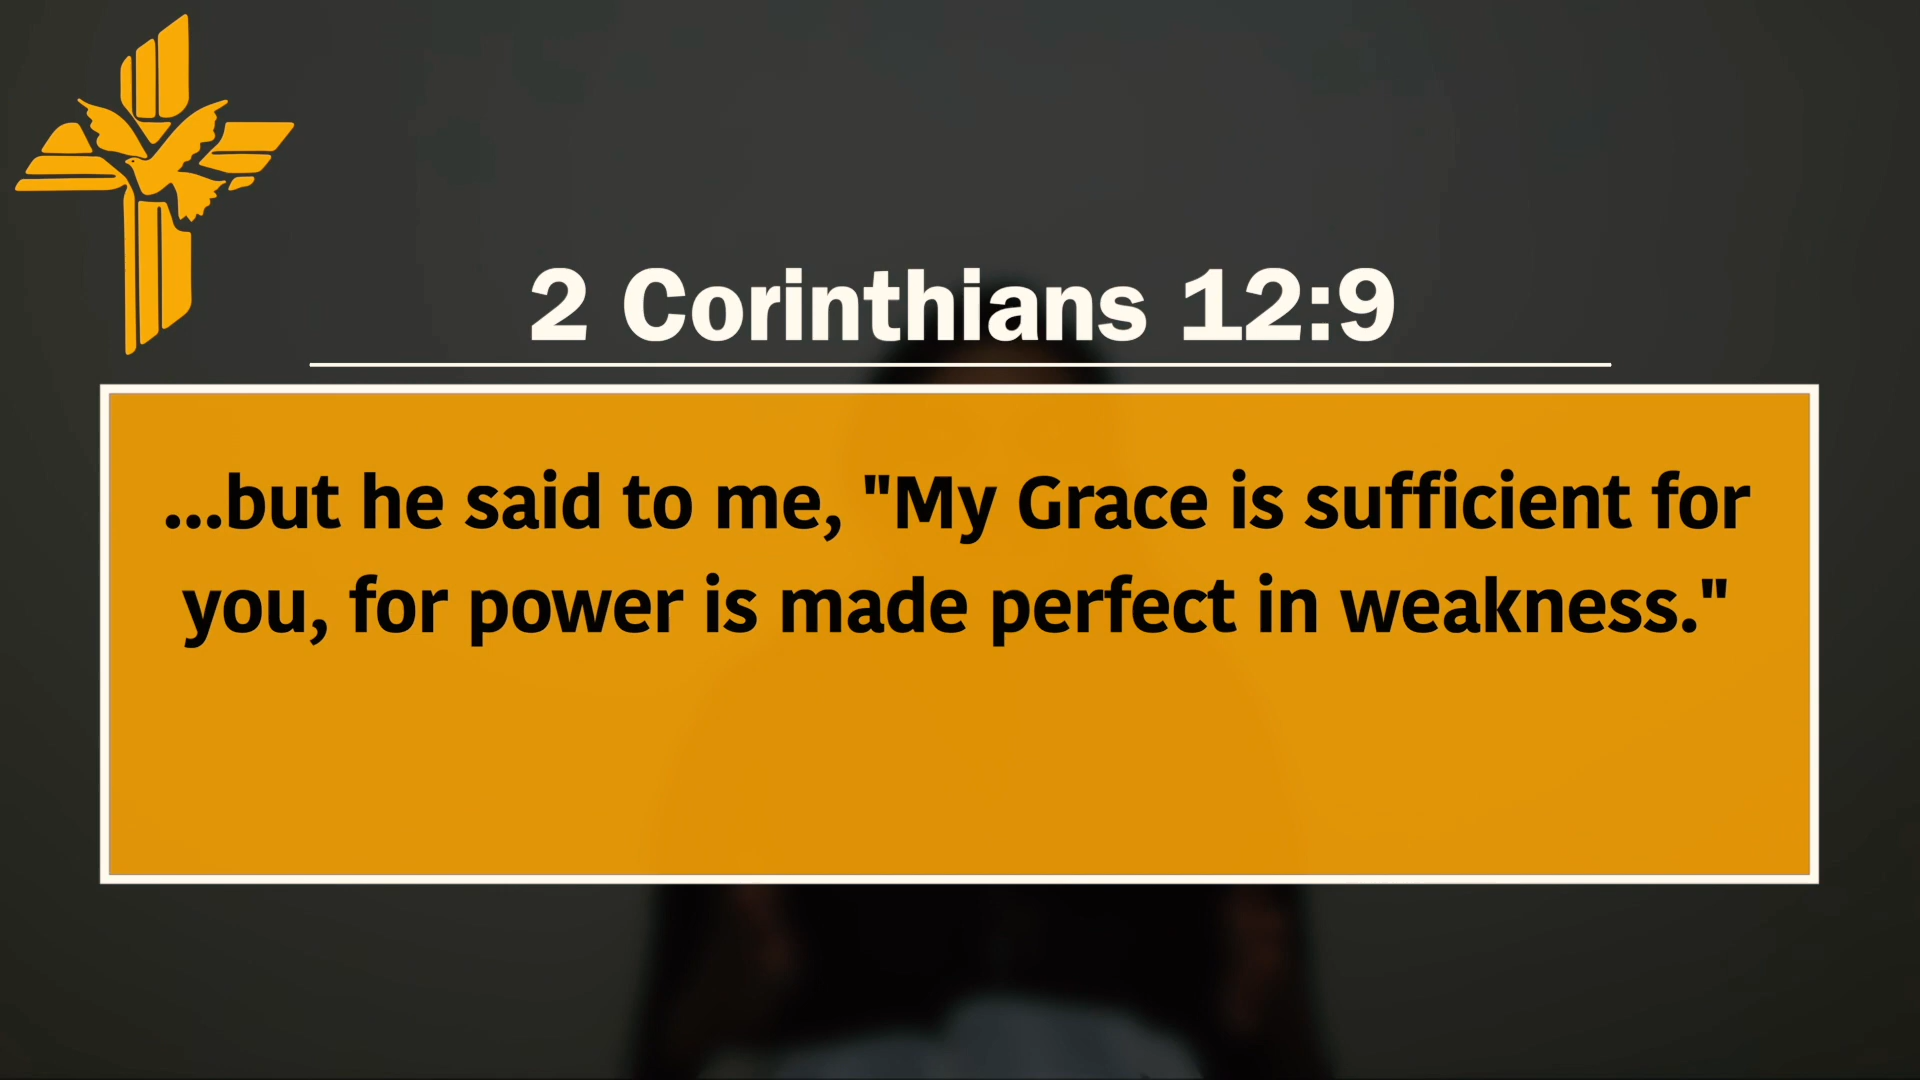 2 Corinthians 12:9
...but he said to me, "My Grace is sufficient for
you, for power is made perfect in weakness."